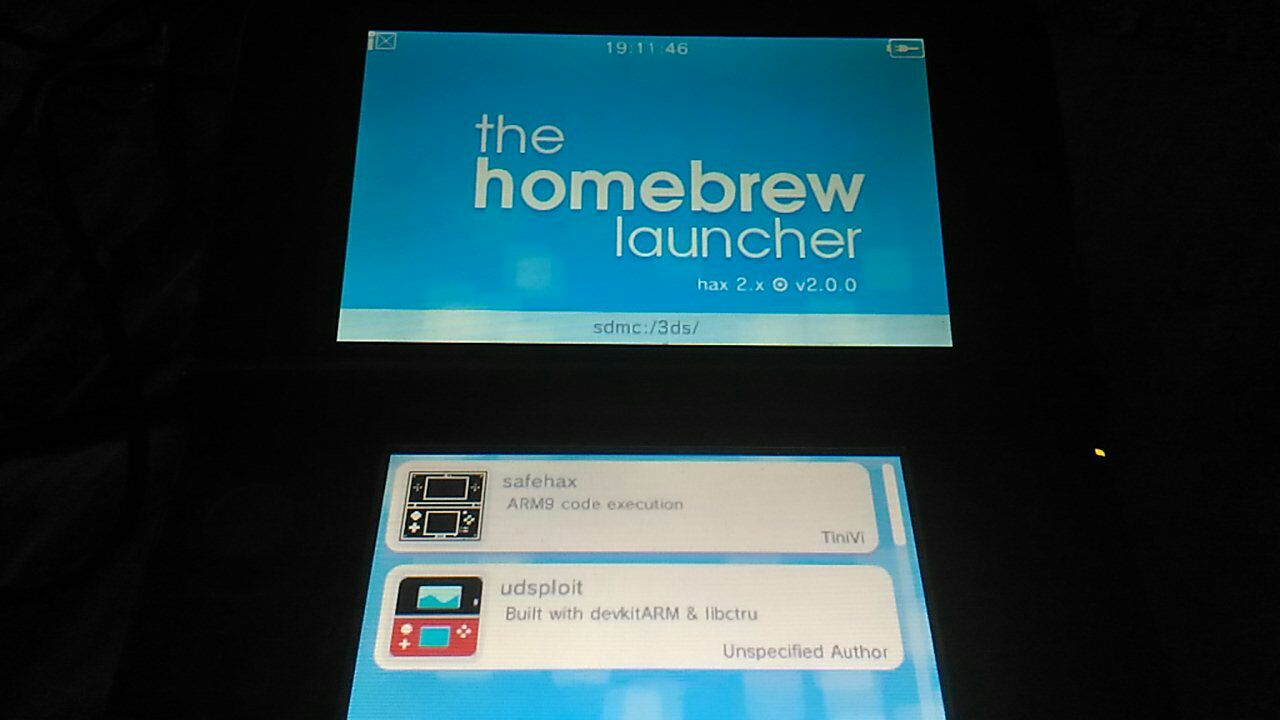 19:11:46
the
homebrew
launcher
hax 2.x v2.0.0
sdmc:/3ds/
safehax
ARM9 code execution
TiniVi
udsploit
Built with devkitARM & libctru
Unspecified Author